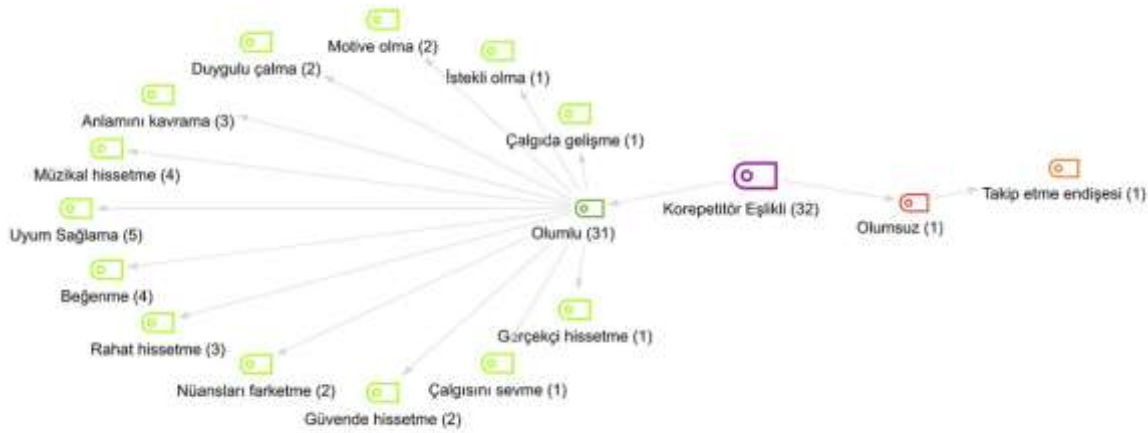 Motive olma (2)
Duygulu çalma (2)
İstekli olma (1)
Anlamını kavrama (3)
Çalgıda gelişme (1)
Müzikal hissetme (4)
Takip etme endişesi (1)
Korepetitör Eşlikli (32)
Uyum Sağlama (5)
Olumlu (31)
Olumsuz (1)
Beğenme (4)
Gerçekçi hissetme (1)
Rahat hissetme (3)
Nüansları farketme (2)
Çalgısını sevme (1)
Güvende hissetme (2)